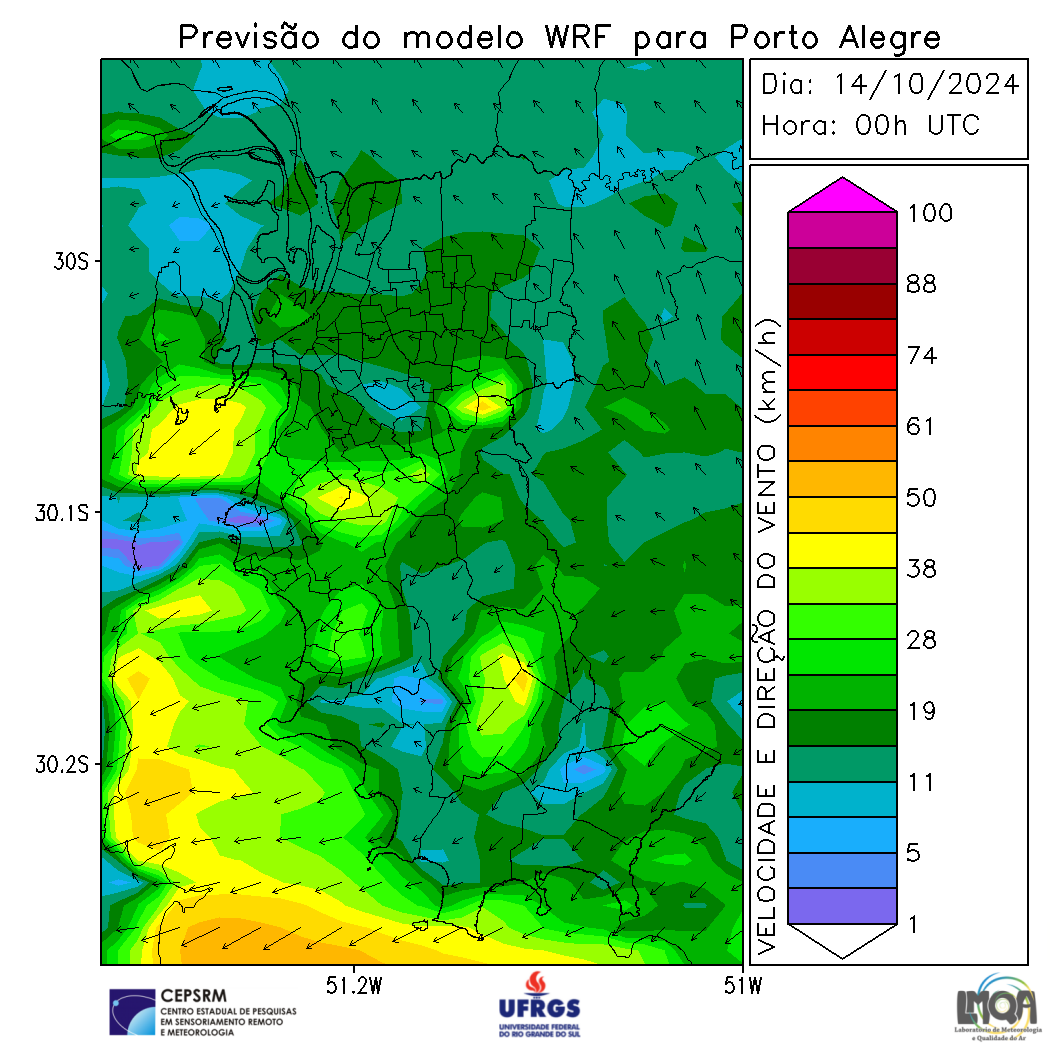 Previsão do modelo WRF para Porto Alegre
Dia: 14/10/2024
Hora: 00h UTC
30S
30.1S
30.2S
51.2W
51W
VELOCIDADE E DIREÇÃO DO VENTO (km/h)
100
88
74
61
50
38
28
19
11
5
1
CEPSRM
CENTRO ESTADUAL DE PESQUISAS
EM SENSORIAMENTO REMOTO
E METEOROLOGIA
UFRGS
UNIVERSIDADE FEDERAL
DO RIO GRANDE DO SUL
LMQA
Laboratório de Meteorologia
e Qualidade do Ar